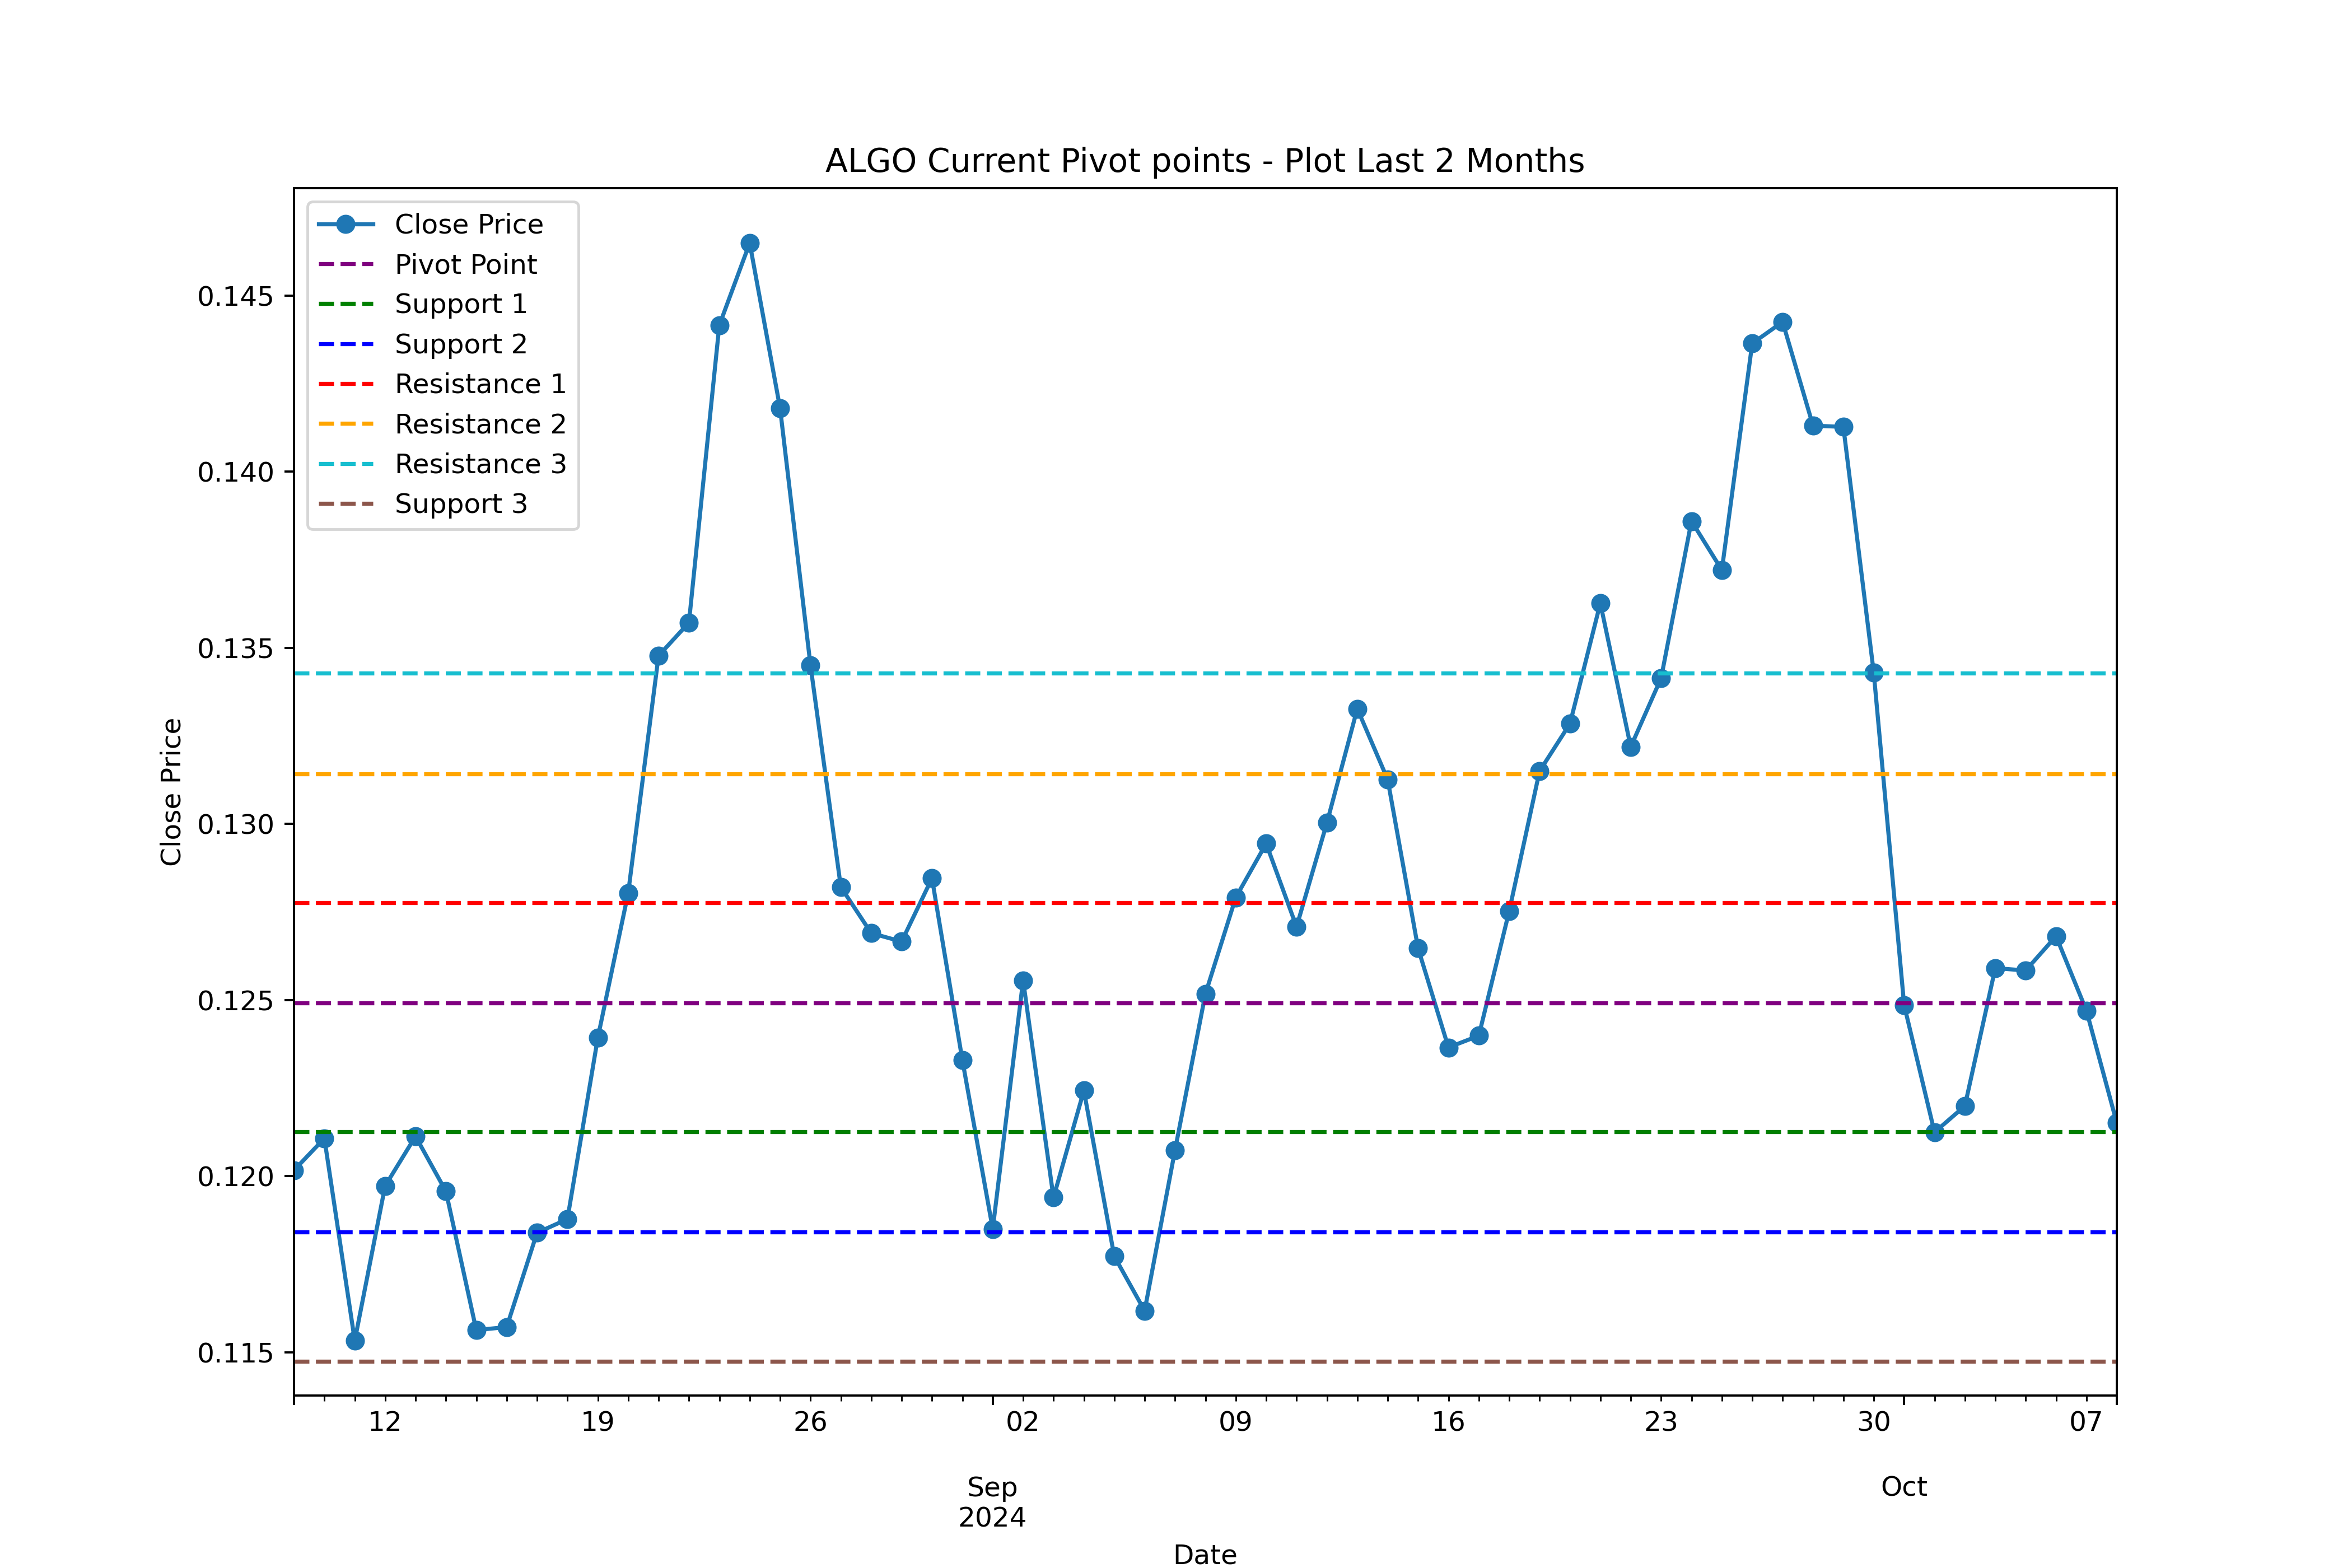 ALGO Current Pivot points - Plot Last 2 Months
Close Price
Pivot Point
Support 1
Support 2
Resistance 1
Resistance 2
Resistance 3
Support 3
Close Price
0.145
0.140
0.135
0.130
0.125
0.120
0.115
12 19 26 02 09 16 23 30 07
Sep Oct
2024
Date